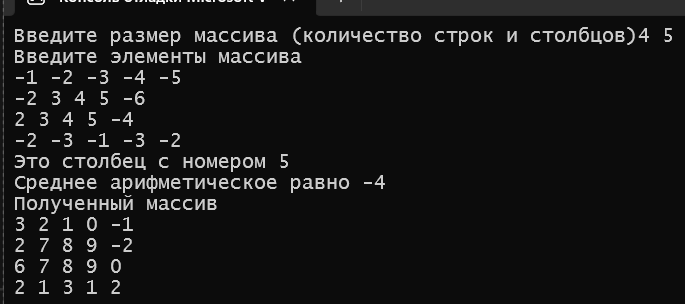 Консоль отладки Microsoft V
Введите размер массива (количество строк и столбцов)4 5
Введите элементы массива
-1 -2 -3 -4 -5
-2 3 4 5 -6
2 3 4 5 -4
-2 -3 -1 -3 -2
Это столбец с номером 5
Среднее арифметическое равно -4
Полученный массив
3 2 1 0 -1
2 7 8 9 -2
6 7 8 9 0
2 1 3 1 2